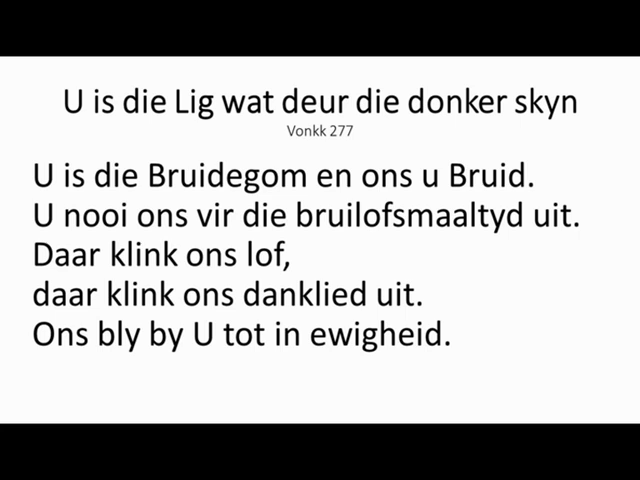 U is die Lig wat deur die donker skyn
Vonkk 277
U is die Bruidegom en ons u Bruid.
U nooi ons vir die bruilofsmaaltyd uit.
Daar klink ons lof,
daar klink ons danklied uit.
Ons bly by U tot in ewigheid.